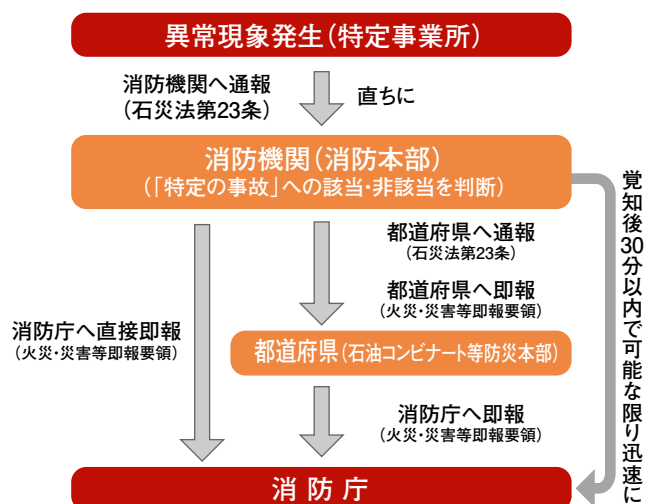 異常現象発生（特定事業所）
消防機関へ通報
（石災法第23条）
直ちに
消防機関（消防本部）
（「特定の事故」への該当・非該当を判断）
都道府県へ通報
（石災法第23条）
都道府県へ即報
（火災・災害等即報要領）
消防庁へ直接即報
（火災・災害等即報要領）
都道府県（石油コンビナート等防災本部）
消防庁へ即報
（火災・災害等即報要領）
消防庁
覚知後30分以内で可能な限り迅速に